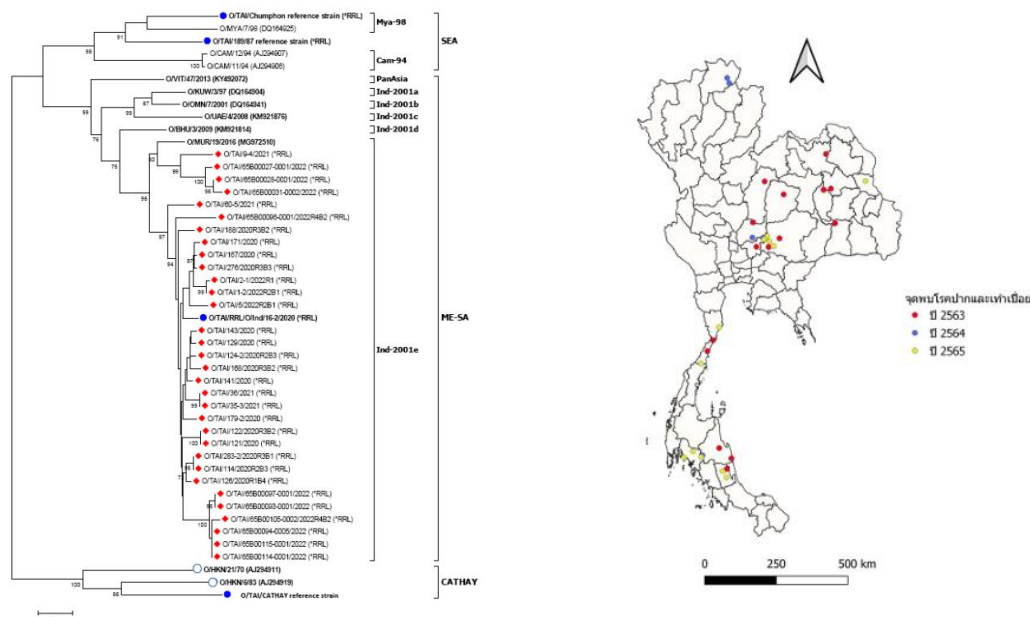 O/TAI/Chumphon reference strain (*RRL)
Mya-98
O/MYA/7/98 (DQ164925)
91
SEA
98
O/TAI/189/87 reference strain (*RRL)
O/CAM/12/94 (AJ294907)
Cam-94
100
O/CAM/11/94 (AJ294906)
O/VIT/47/2013 (KY492072)
PanAsia
O/KUW/3/97 (DQ164904)
Ind-2001a
87
99
O/OMN/7/2001 (DQ164941)
Ind-2001b
99
O/UAE/4/2008 (KM921876)
Ind-2001c
75
O/BHU/3/2009 (KM921814)
Ind-2001d
O/MUR/19/2016 (MG972510)
O/TAI/9-4/2021 (*RRL)
99
O/TAI/65B00027-0001/2022 (*RRL)
100
O/TAI/65B00028-0001/2022 (*RRL)
O/TAI/65B00031-0002/2022 (*RRL)
O/TAI/60-5/2021 (*RRL)
O/TAI/65B00096-0001/2022R4B2 (*RRL)
97
O/TAI/188/2020R3B2 (*RRL)
O/TAI/171/2020 (*RRL)
97
O/TAI/167/2020 (*RRL)
O/TAI/276/2020R3B3 (*RRL)
O/TAI/2-1/2022R1 (*RRL)
O/TAI/1-2/2022R2B1 (*RRL)
O/TAI/5/2022R2B1 (*RRL)
O/TAI/RRL/O/Ind/16-2/2020 (*RRL)
ME-SA
O/TAI/143/2020 (*RRL)
O/TAI/129/2020 (*RRL)
Ind-2001e
O/TAI/124-2/2020R2B3 (*RRL)
O/TAI/168/2020R3B2 (*RRL)
O/TAI/141/2020 (*RRL)
O/TAI/36/2021 (*RRL)
99
O/TAI/35-3/2021 (*RRL)
O/TAI/179-2/2020 (*RRL)
O/TAI/122/2020R3B2 (*RRL)
100
O/TAI/121/2020 (*RRL)
O/TAI/283-2/2020R3B1 (*RRL)
O/TAI/114/2020R2B3 (*RRL)
O/TAI/126/2020R1B4 (*RRL)
O/TAI/65B00097-0001/2022 (*RRL)
O/TAI/65B00093-0001/2022 (*RRL)
100
O/TAI/65B00105-0002/2022R4B2 (*RRL)
O/TAI/65B00094-0006/2022 (*RRL)
O/TAI/65B00115-0001/2022 (*RRL)
O/TAI/65B00114-0001/2022 (*RRL)
O/HKN/21/70 (AJ294911)
100
O/HKN/6/83 (AJ294919)
CATHAY
O/TAI/CATHAY reference strain
จุดพบโรคปากและเท้าเปื่อย
ปี 2563
ปี 2564
ปี 2565
0 250 500 km